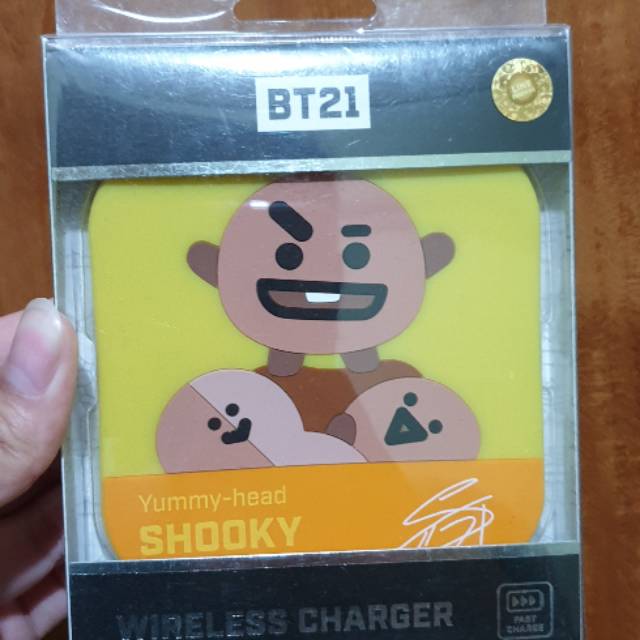 BT21
Yummy-head
SHOOKY
WIRELESS CHARGER
FAST
CHARGE